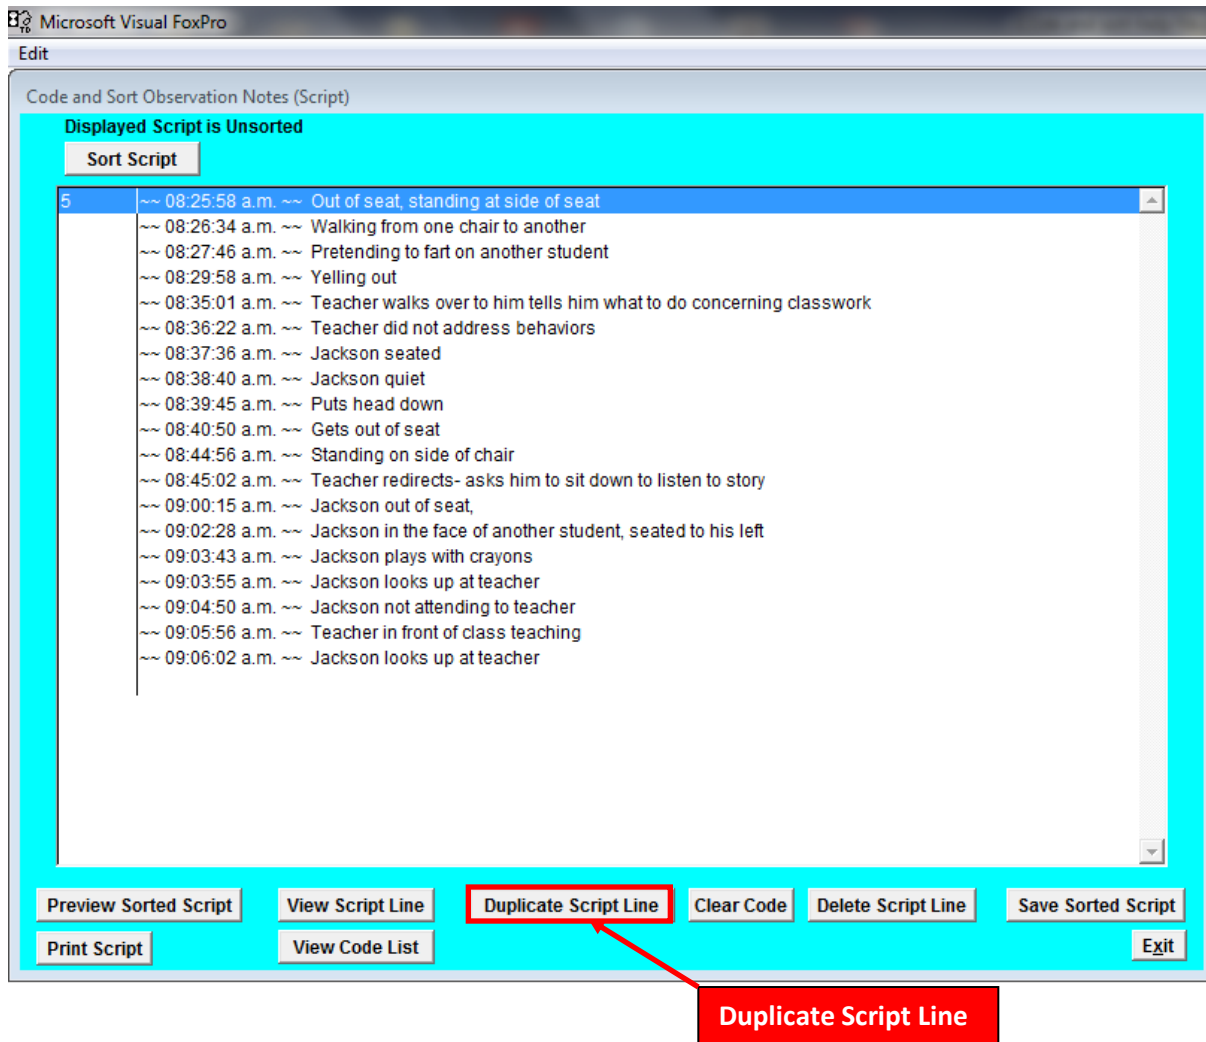 Microsoft Visual FoxPro
Edit
Code and Sort Observation Notes (Script)
Displayed Script is Unsorted
Sort Script
5 ~~ 08:25:58 a.m. ~~ Out of seat, standing at side of seat
~~ 08:26:34 a.m. ~~ Walking from one chair to another
~~ 08:27:46 a.m. ~~ Pretending to fart on another student
~~ 08:29:58 a.m. ~~ Yelling out
~~ 08:35:01 a.m. ~~ Teacher walks over to him tells him what to do concerning classwork
~~ 08:36:22 a.m. ~~ Teacher did not address behaviors
~~ 08:37:36 a.m. ~~ Jackson seated
~~ 08:38:40 a.m. ~~ Jackson quiet
~~ 08:39:45 a.m. ~~ Puts head down
~~ 08:40:50 a.m. ~~ Gets out of seat
~~ 08:44:56 a.m. ~~ Standing on side of chair
~~ 08:45:02 a.m. ~~ Teacher redirects- asks him to sit down to listen to story
~~ 09:00:15 a.m. ~~ Jackson out of seat,
~~ 09:02:28 a.m. ~~ Jackson in the face of another student, seated to his left
~~ 09:03:43 a.m. ~~ Jackson plays with crayons
~~ 09:03:55 a.m. ~~ Jackson looks up at teacher
~~ 09:04:50 a.m. ~~ Jackson not attending to teacher
~~ 09:05:56 a.m. ~~ Teacher in front of class teaching
~~ 09:06:02 a.m. ~~ Jackson looks up at teacher
Preview Sorted Script View Script Line Duplicate Script Line Clear Code Delete Script Line Save Sorted Script
Print Script View Code List Exit
Duplicate Script Line